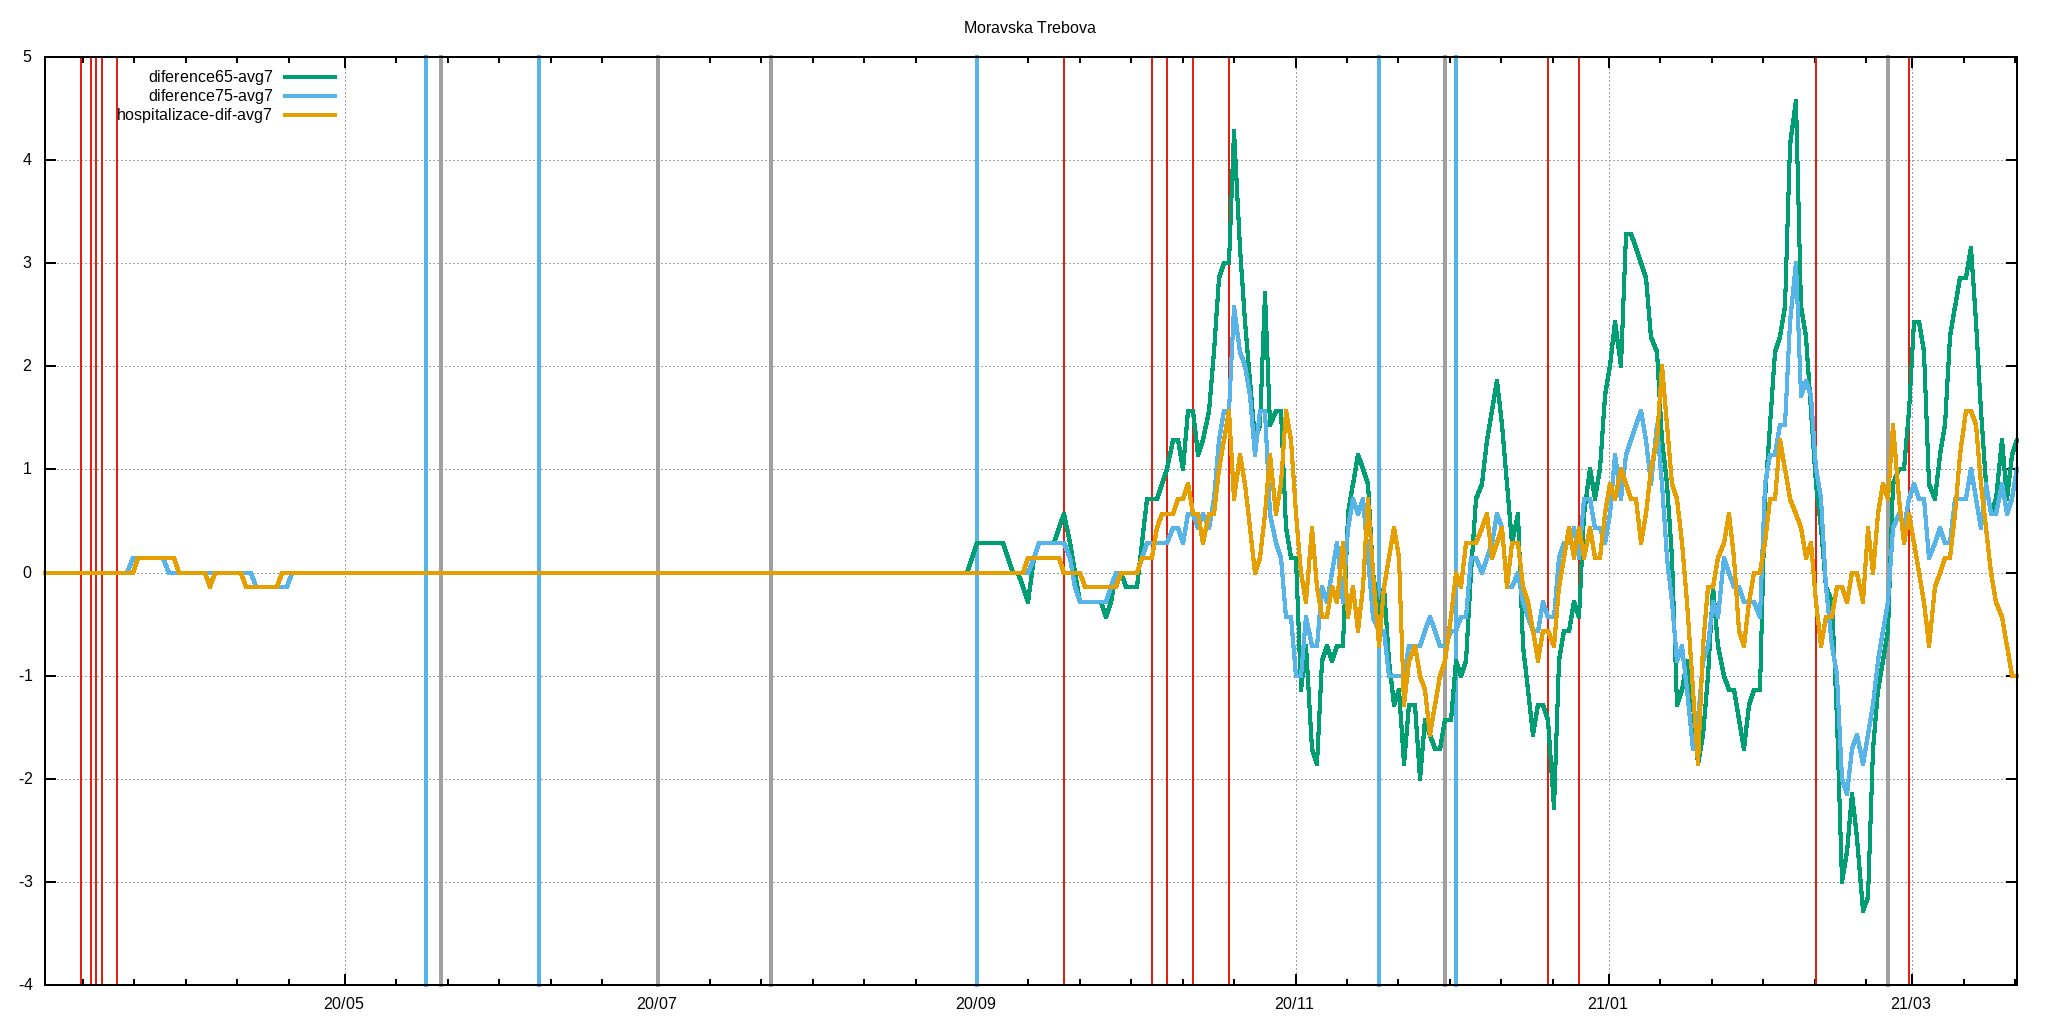 Moravska Trebova
5
4
3
2
1
0
-1
-2
-3
-4
diference65-avg7
diference75-avg7
hospitalizace-dif-avg7
20/05 20/07 20/09 20/11 21/01 21/03